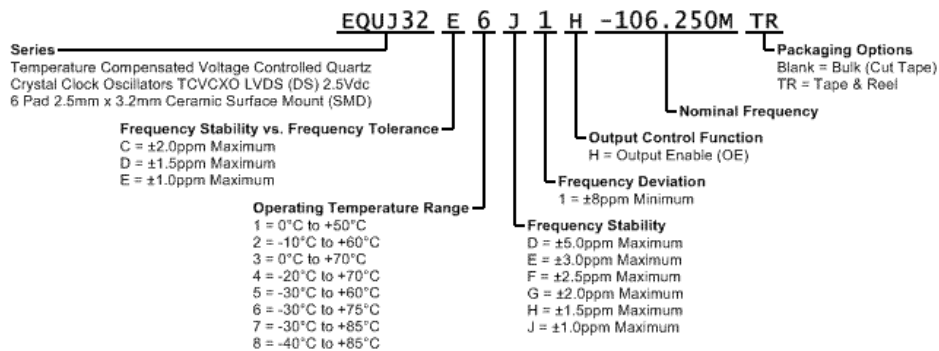 EQUJ32 E 6 J 1 H -106.250M TR
Series
Temperature Compensated Voltage Controlled Quartz
Crystal Clock Oscillators TCVCXO LVDS (DS) 2.5Vdc
6 Pad 2.5mm x 3.2mm Ceramic Surface Mount (SMD)
Frequency Stability vs. Frequency Tolerance
C = ±2.0ppm Maximum
D = ±1.5ppm Maximum
E = ±1.0ppm Maximum
Operating Temperature Range
1 = 0°C to +50°C
2 = -10°C to +60°C
3 = 0°C to +70°C
4 = -20°C to +70°C
5 = -30°C to +60°C
6 = -30°C to +75°C
7 = -30°C to +85°C
8 = -40°C to +85°C
Packaging Options
Blank = Bulk (Cut Tape)
TR = Tape & Reel
Nominal Frequency
Output Control Function
H = Output Enable (OE)
Frequency Deviation
1 = ±8ppm Minimum
Frequency Stability
D = ±5.0ppm Maximum
E = ±3.0ppm Maximum
F = ±2.5ppm Maximum
G = ±2.0ppm Maximum
H = ±1.5ppm Maximum
J = ±1.0ppm Maximum